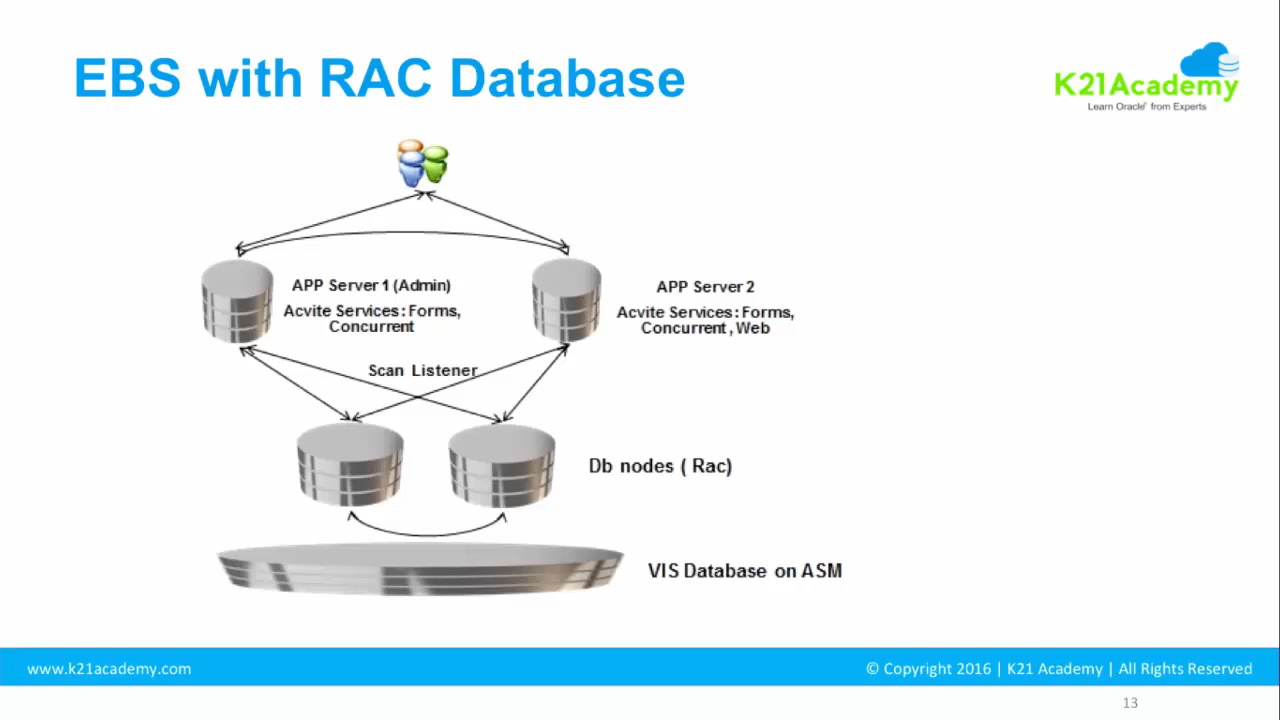 EBS with RAC Database
K21Academy
Learn Oracle' from Experts
APP Server 1 (Admin)
Acvite Services: Forms,
Concurrent
APP Server 2
Acvite Services: Forms,
Concurrent, Web
Scan Listener
Db nodes ( Rac)
VIS Database on ASM
www.k21academy.com
© Copyright 2016 | K21 Academy | All Rights Reserved
13